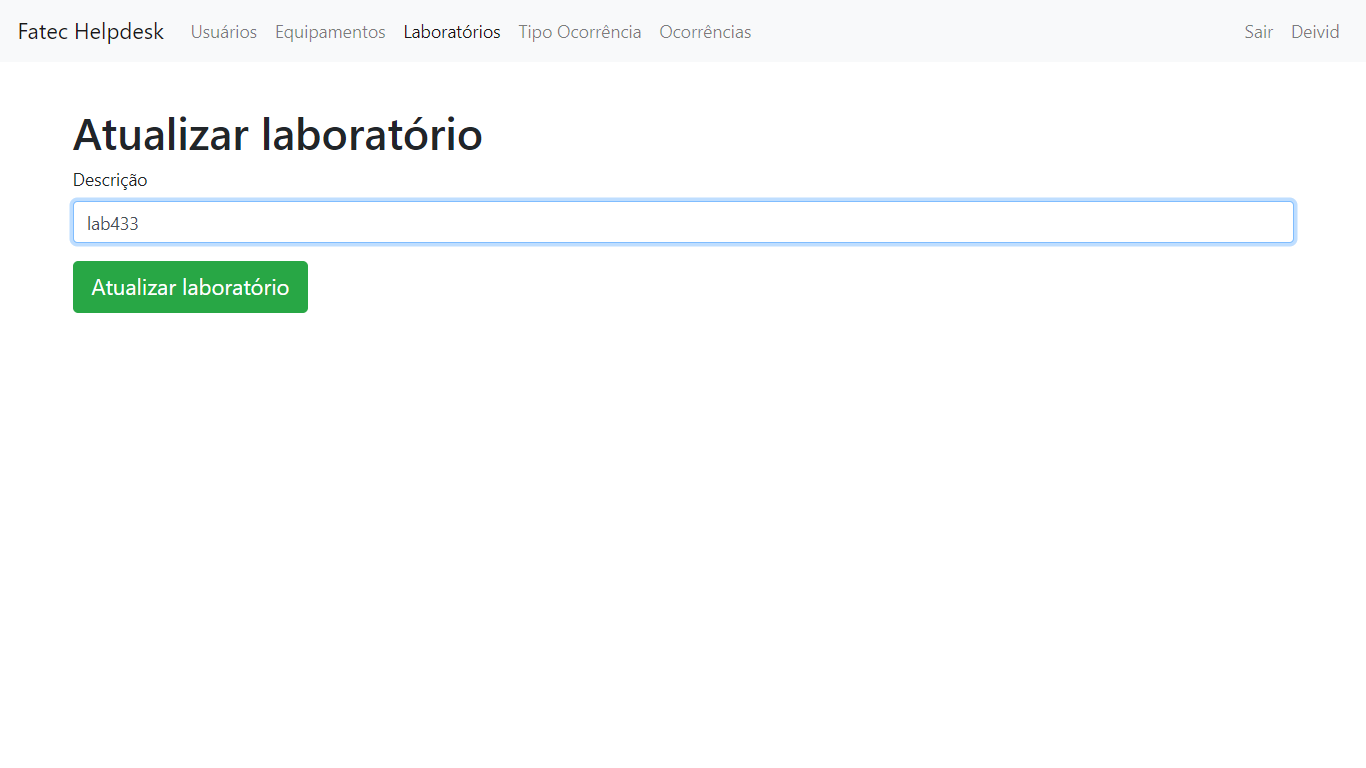 Fatec Helpdesk Usuários Equipamentos Laboratórios Tipo Ocorrência Ocorrências Sair Deivid
Atualizar laboratório
Descrição
lab433
Atualizar laboratório